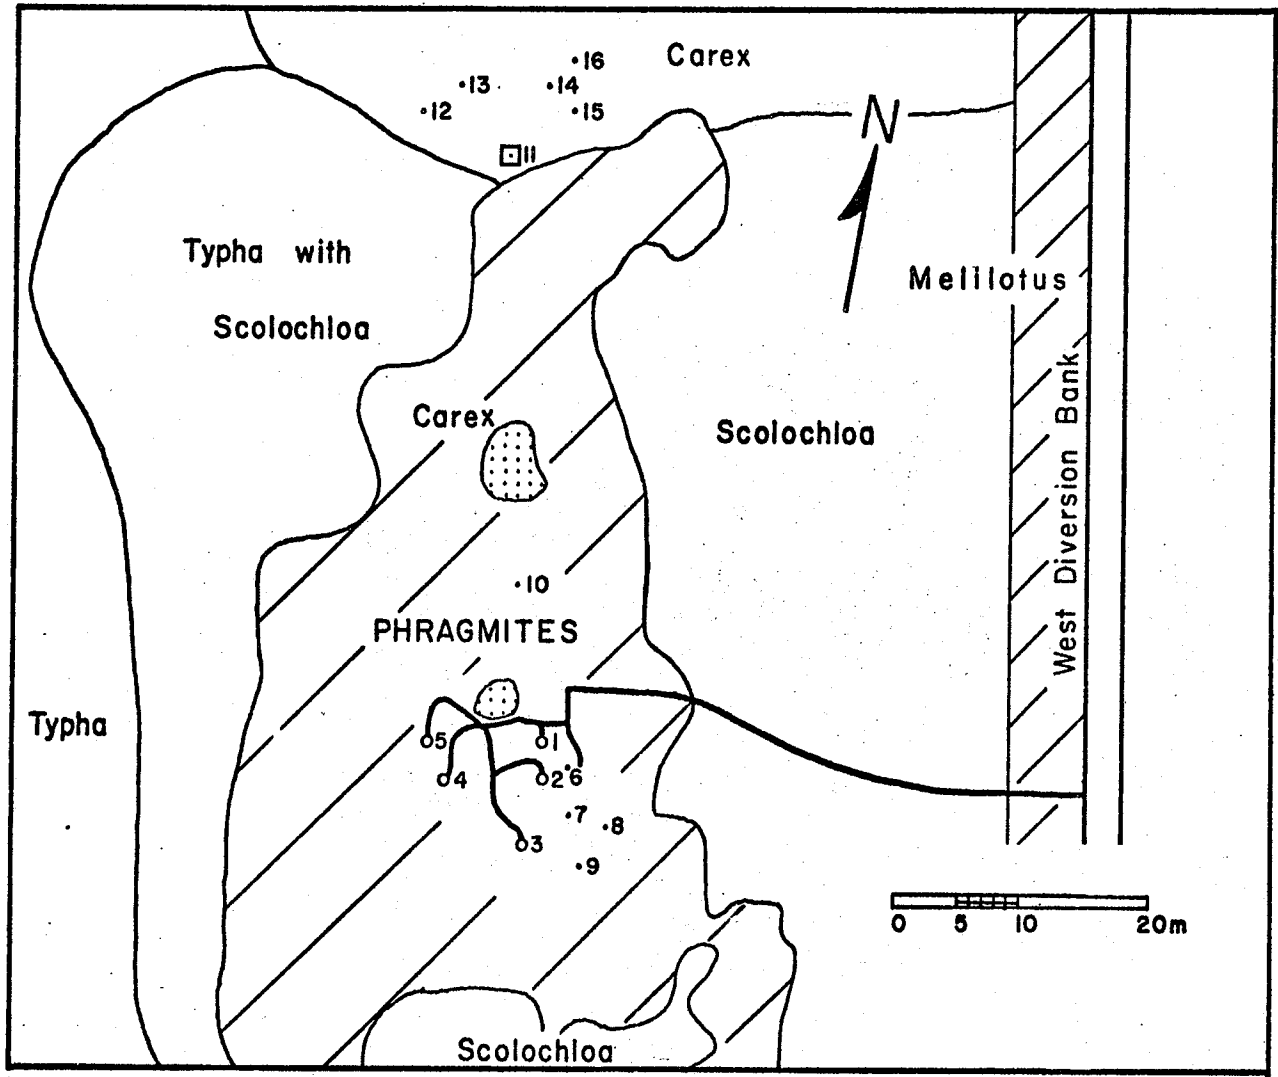 Carex
16
13
14
12
15
N
11
Typha with
Scolochloa
Melilotus
West Diversion Bank
Carex
Scolochloa
10
PHRAGMITES
Typha
5
1
4
2
6
7
8
3
9
0 5 10 20m
Scolochloa